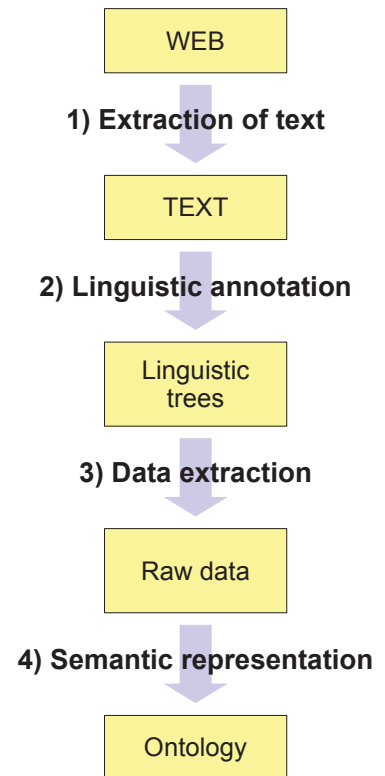 WEB
1) Extraction of text
TEXT
2) Linguistic annotation
Linguistic
trees
3) Data extraction
Raw data
4) Semantic representation
Ontology